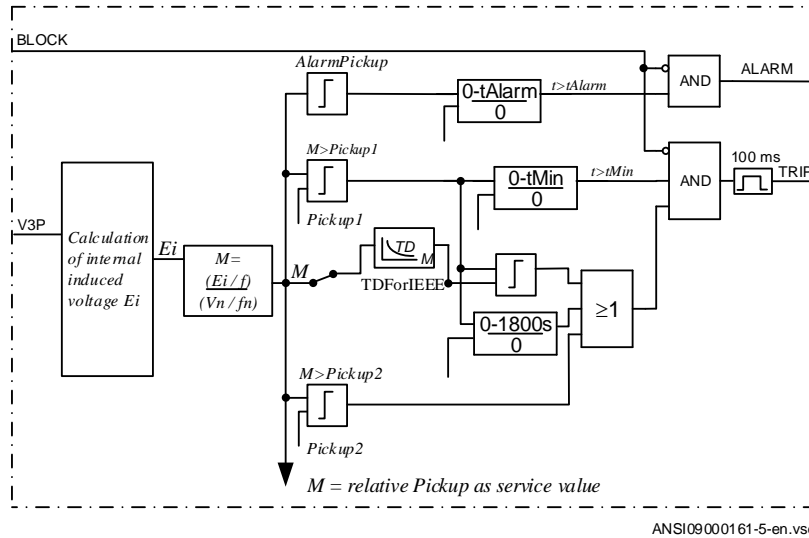 BLOCK
AlarmPickup
0-tAlarm
0
t>tAlarm
AND
ALARM
M>Pickup1
Pickup1
0-tMin
0
t>tMin
AND
100 ms
TRIP
V3P
Calculation
of internal
induced
voltage Ei
Ei
M=
(Ei / f)
(Vn / fn)
M
TD
M
TDForIEEE
≥1
0-1800s
0
M>Pickup2
Pickup2
M = relative Pickup as service value
ANSI09000161-5-en.vsd